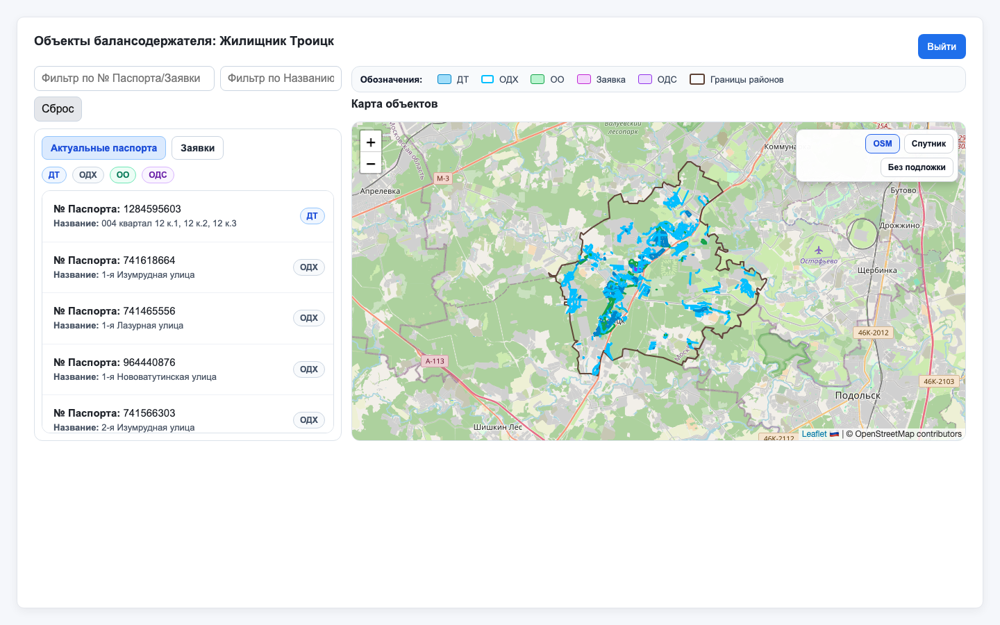 Объекты балансодержателя: Жилищник Троицк
Выйти
Фильтр по № Паспорта/Заявки
Фильтр по Названию
Сброс
Обозначения:
ДТ
ОДХ
ОО
Заявка
ОДС
Границы районов
Карта объектов
Актуальные паспорта
Заявки
ДТ
ОДХ
ОО
ОДС
№ Паспорта: 1284595603
Название: 004 квартал 12 к.1, 12 к.2, 12 к.3
ДТ
№ Паспорта: 741618664
Название: 1-я Изумрудная улица
ОДХ
№ Паспорта: 741465556
Название: 1-я Лазурная улица
ОДХ
№ Паспорта: 964440876
Название: 1-я Нововатутинская улица
ОДХ
№ Паспорта: 741566303
Название: 2-я Изумрудная улица
ОДХ
+
−
Московская область
Валуевский
лесопарк
35А
OSM
Спутник
Без подложки
М-3
Апрелевка
Бутово
Дрожжино
Остафьево
Щербинка
46К-2012
А-113
46К-2103
Подольск
Шишкин Лес
46К-2112
Leaflet | © OpenStreetMap contributors